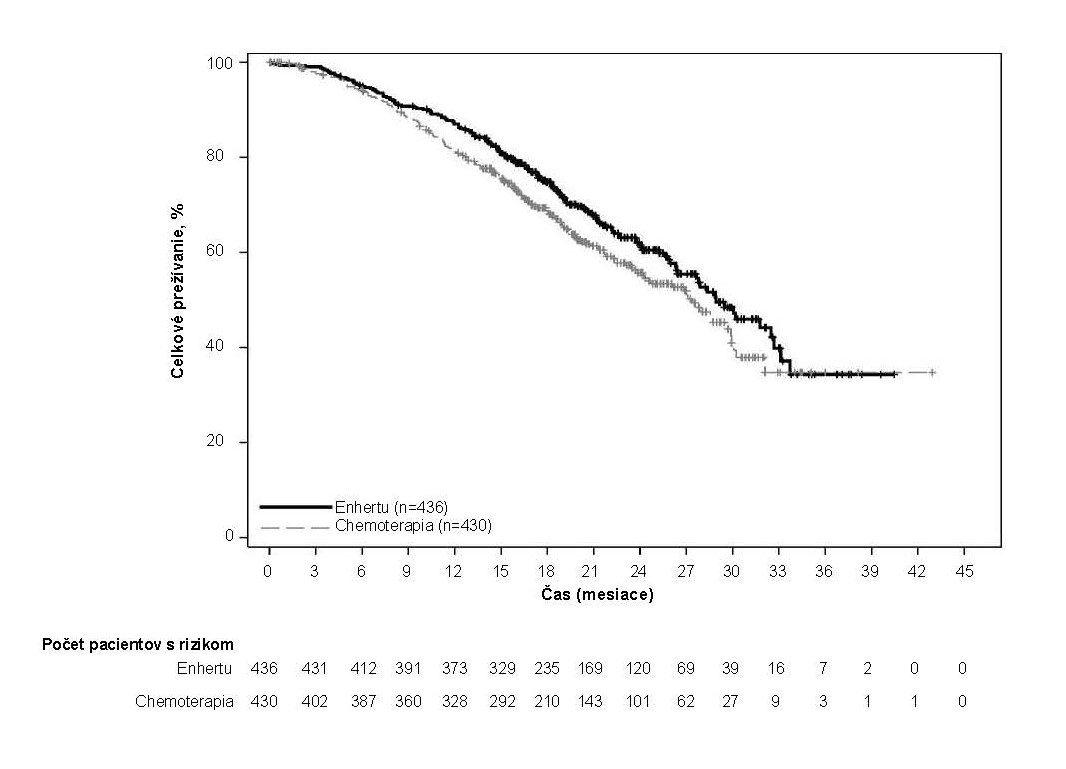 100
80
60
40
20
0
Celkové prežívanie, %
Enhertu (n=436)
Chemoterapia (n=430)
0 3 6 9 12 15 18 21 24 27 30 33 36 39 42 45
Čas (mesiace)
Počet pacientov s rizikom
Enhertu 436 431 412 391 373 329 235 169 120 69 39 16 7 2 0 0
Chemoterapia 430 402 387 360 328 292 210 143 101 62 27 9 3 1 1 0